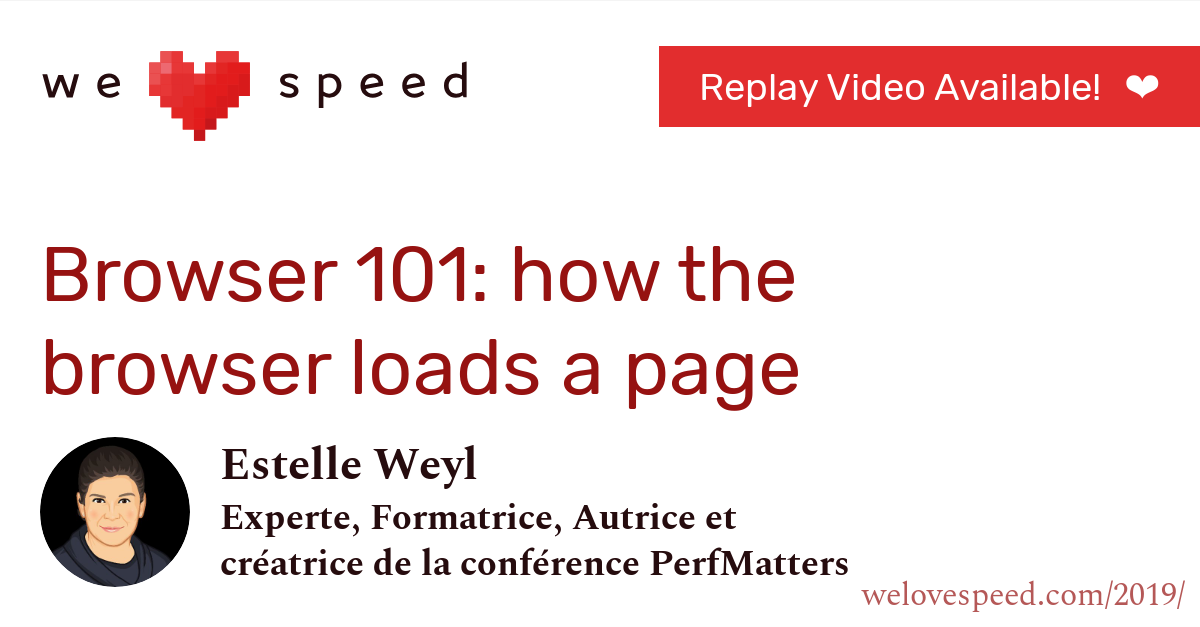 we ❤ speed
Replay Video Available! ❤
Browser 101: how the
browser loads a page
Estelle Weyl
Experte, Formatrice, Autrice et
créatrice de la conférence PerfMatters
welovespeed.com/2019/